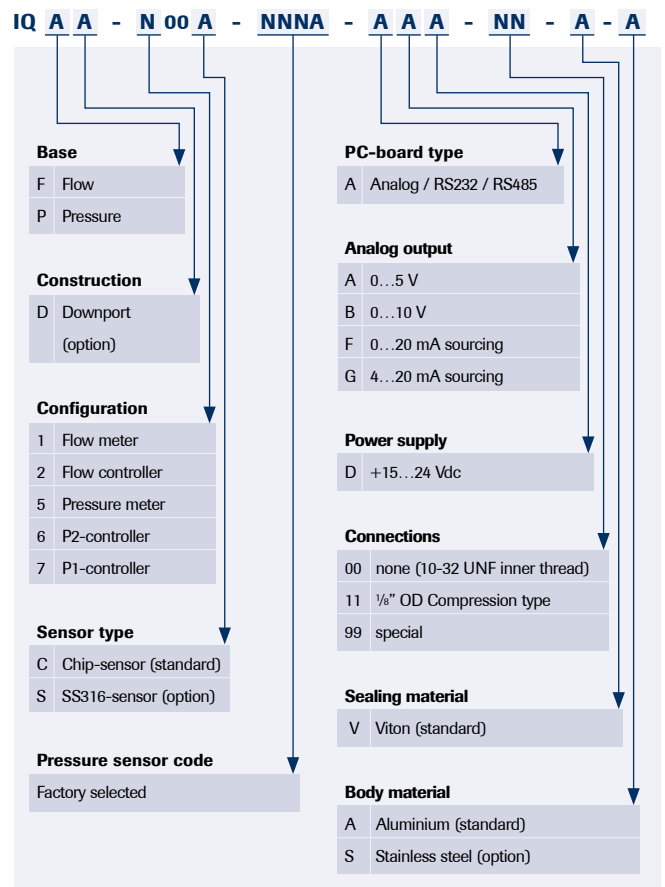 IQ A A - N 00 A - NNNA - A A A - NN - A - A
Base
F Flow
P Pressure
Construction
D Downport
(option)
Configuration
1 Flow meter
2 Flow controller
5 Pressure meter
6 P2-controller
7 P1-controller
Sensor type
C Chip-sensor (standard)
S SS316-sensor (option)
Pressure sensor code
Factory selected
PC-board type
A Analog / RS232 / RS485
Analog output
A 0…5 V
B 0…10 V
F 0…20 mA sourcing
G 4…20 mA sourcing
Power supply
D +15…24 Vdc
Connections
00 none (10-32 UNF inner thread)
11 ⅛” OD Compression type
99 special
Sealing material
V Viton (standard)
Body material
A Aluminium (standard)
S Stainless steel (option)